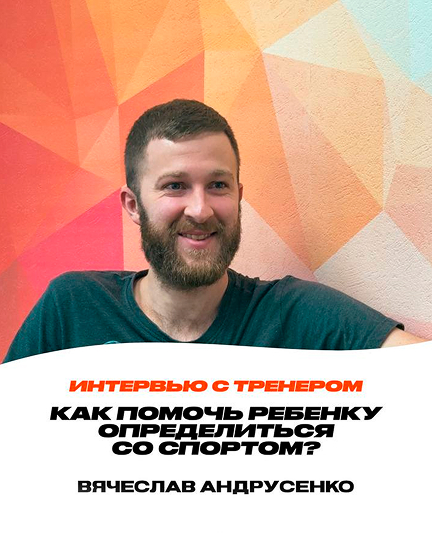 ИНТЕРВЬЮ С ТРЕНЕРОМ
КАК ПОМОЧЬ РЕБЕНКУ
ОПРЕДЕЛИТЬСЯ
СО СПОРТОМ?
ВЯЧЕСЛАВ АНДРУСЕНКО